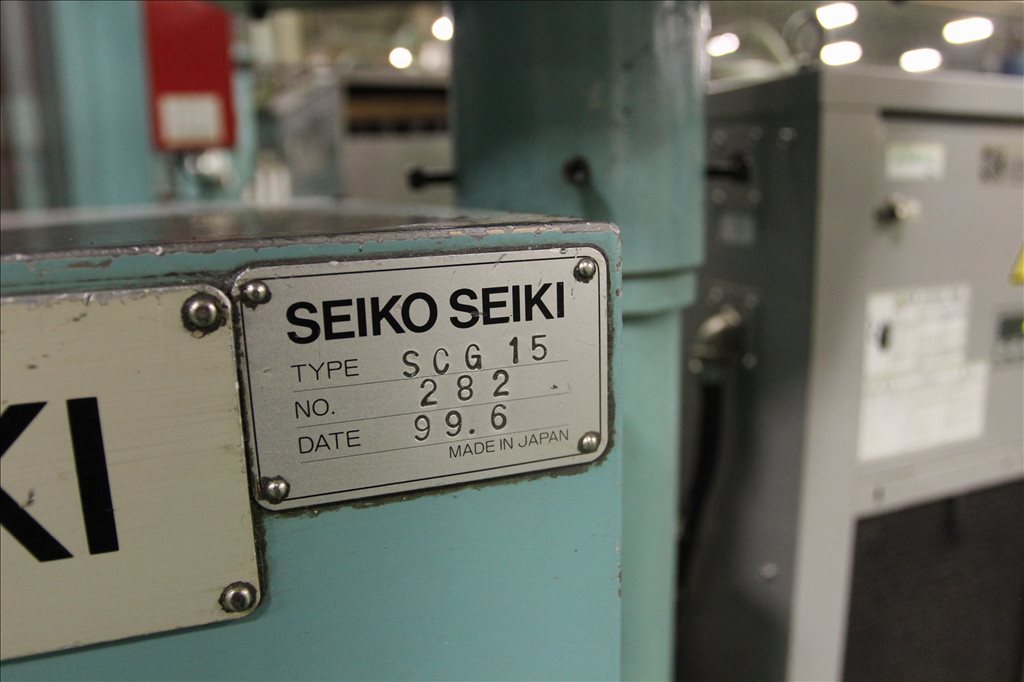 SEIKO SEIKI
TYPE SCG 15
NO. 282
DATE 99.6
MADE IN JAPAN
KI